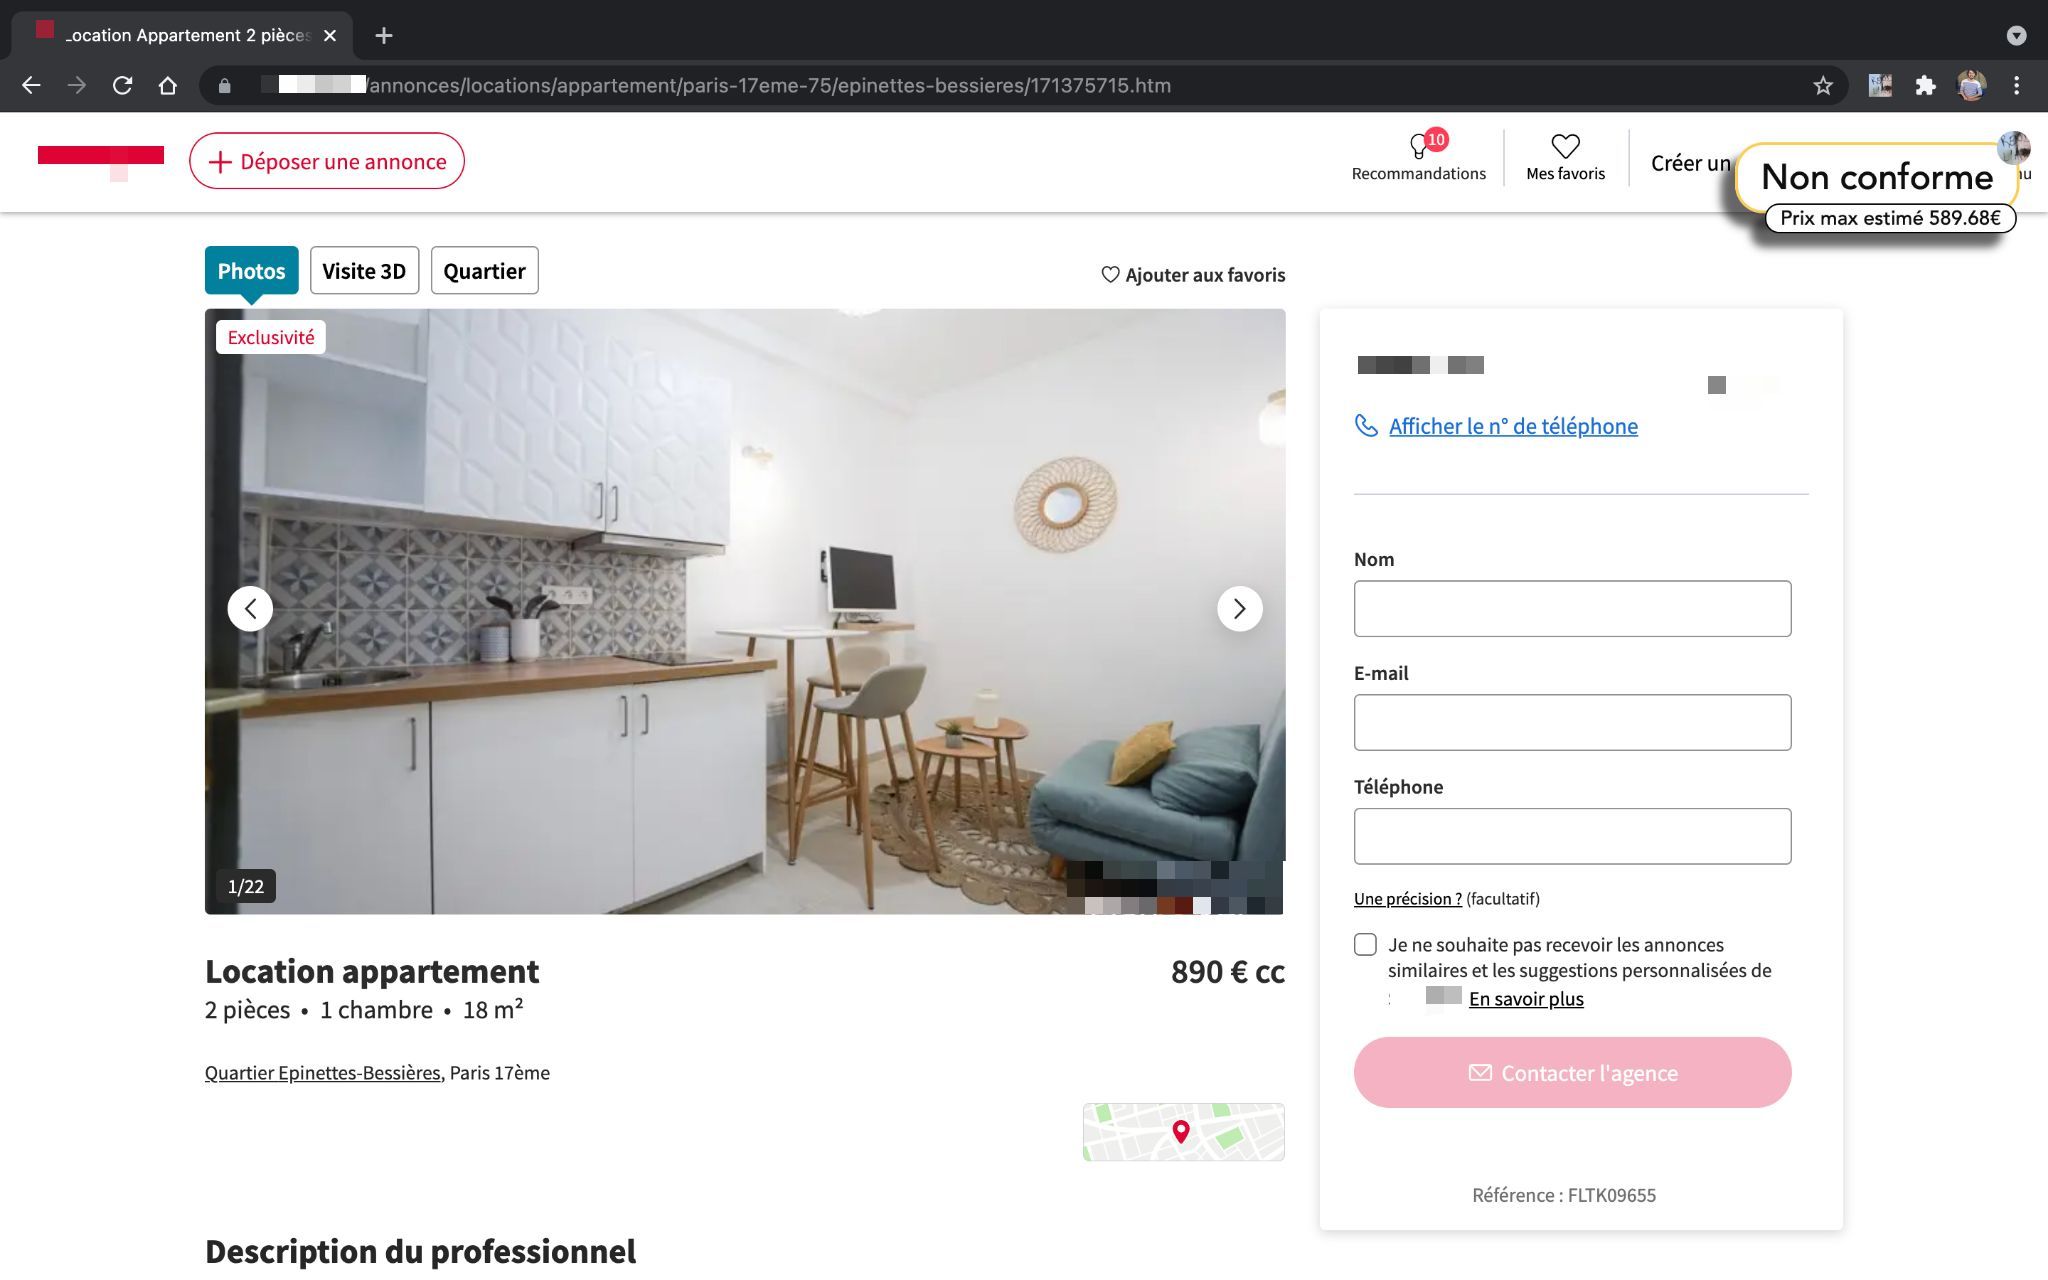 Location Appartement 2 pièces
/annonces/locations/appartement/paris-17eme-75/epinettes-bessieres/171375715.htm
Déposer une annonce
10
Recommandations
Mes favoris
Créer un
Non conforme
Prix max estimé 589.68€
Photos
Visite 3D
Quartier
Ajouter aux favoris
Exclusivité
1/22
Location appartement
890 € cc
2 pièces • 1 chambre • 18 m²
Quartier Epinettes-Bessières, Paris 17ème
Description du professionnel
Afficher le n° de téléphone
Nom
E-mail
Téléphone
Une précision ? (facultatif)
Je ne souhaite pas recevoir les annonces
similaires et les suggestions personnalisées de
En savoir plus
Contacter l'agence
Référence : FLTK09655